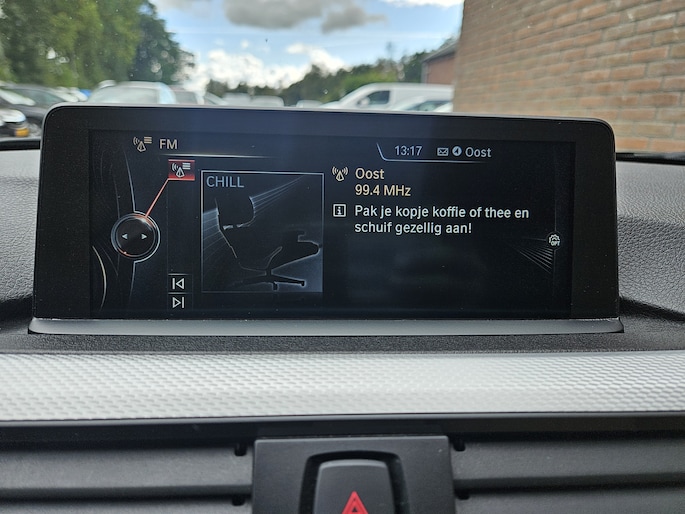 FM
13:17 Oost
CHILL
Oost
99.4 MHz
i Pak je kopje koffie of thee en
schuif gezellig aan!
OPT